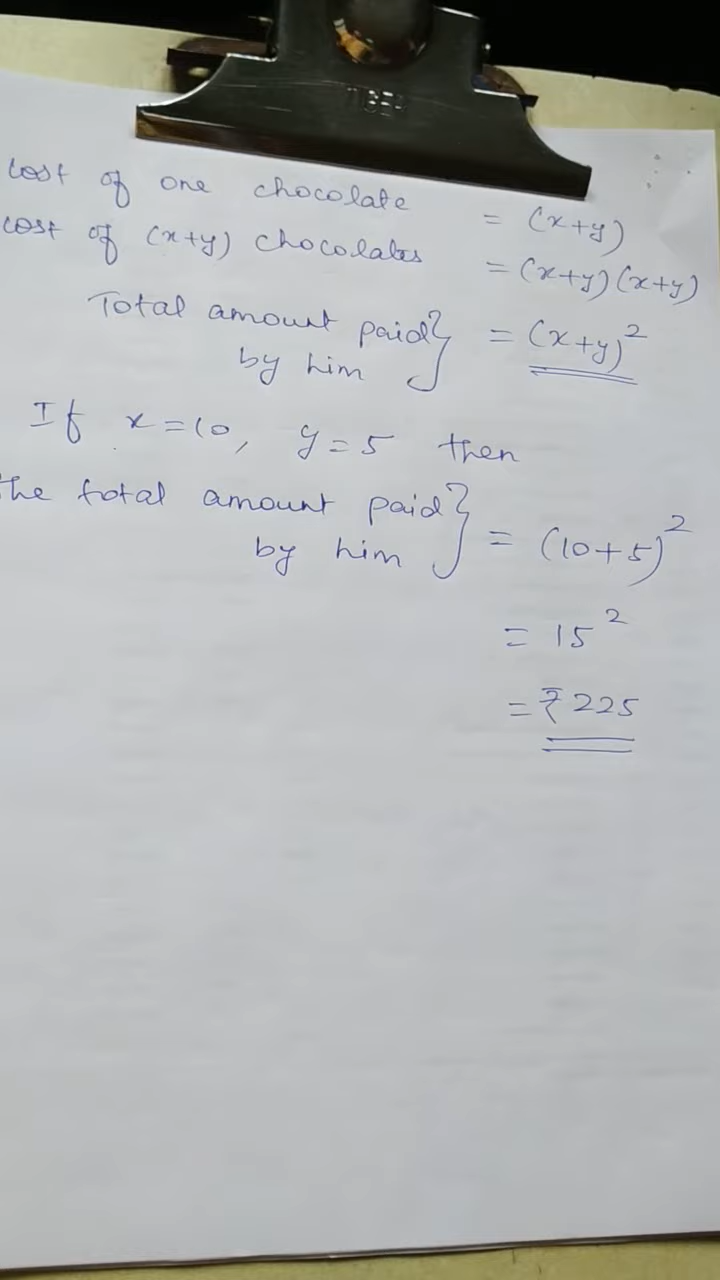 TIGER
cost of one chocolate = (x+y)
cost of (x+y) chocolates = (x+y)(x+y)
Total amount paid } = (x+y)²
by him
If x=10, y=5 then
the total amount paid } = (10+5)²
by him
= 15²
= ₹225